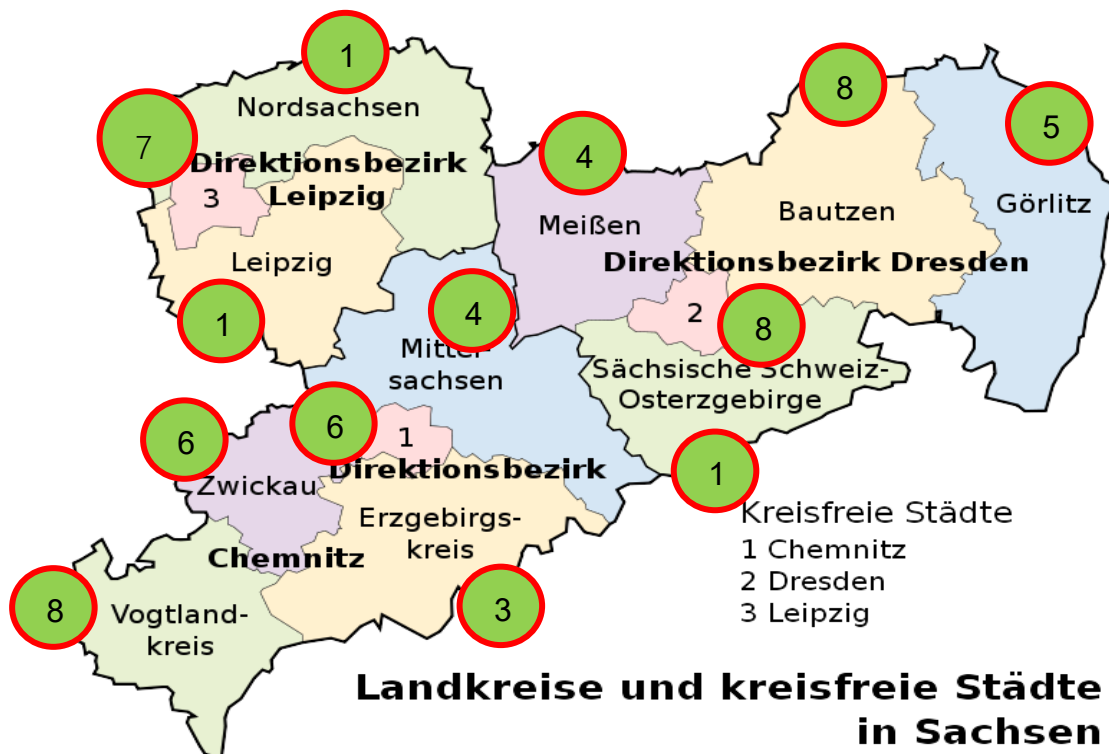 1
8
5
7
4
Nordsachsen
Direktionsbezirk
Leipzig
3
Bautzen
Görlitz
Meißen
Leipzig
Direktionsbezirk Dresden
1
4
2
8
Mittel-
sachsen
Sächsische Schweiz-
Osterzgebirge
6
6
1
Direktionsbezirk
1
Zwickau
Erzgebirgs-
kreis
Chemnitz
8
Vogtland-
kreis
3
Kreisfreie Städte
1 Chemnitz
2 Dresden
3 Leipzig
Landkreise und kreisfreie Städte
in Sachsen